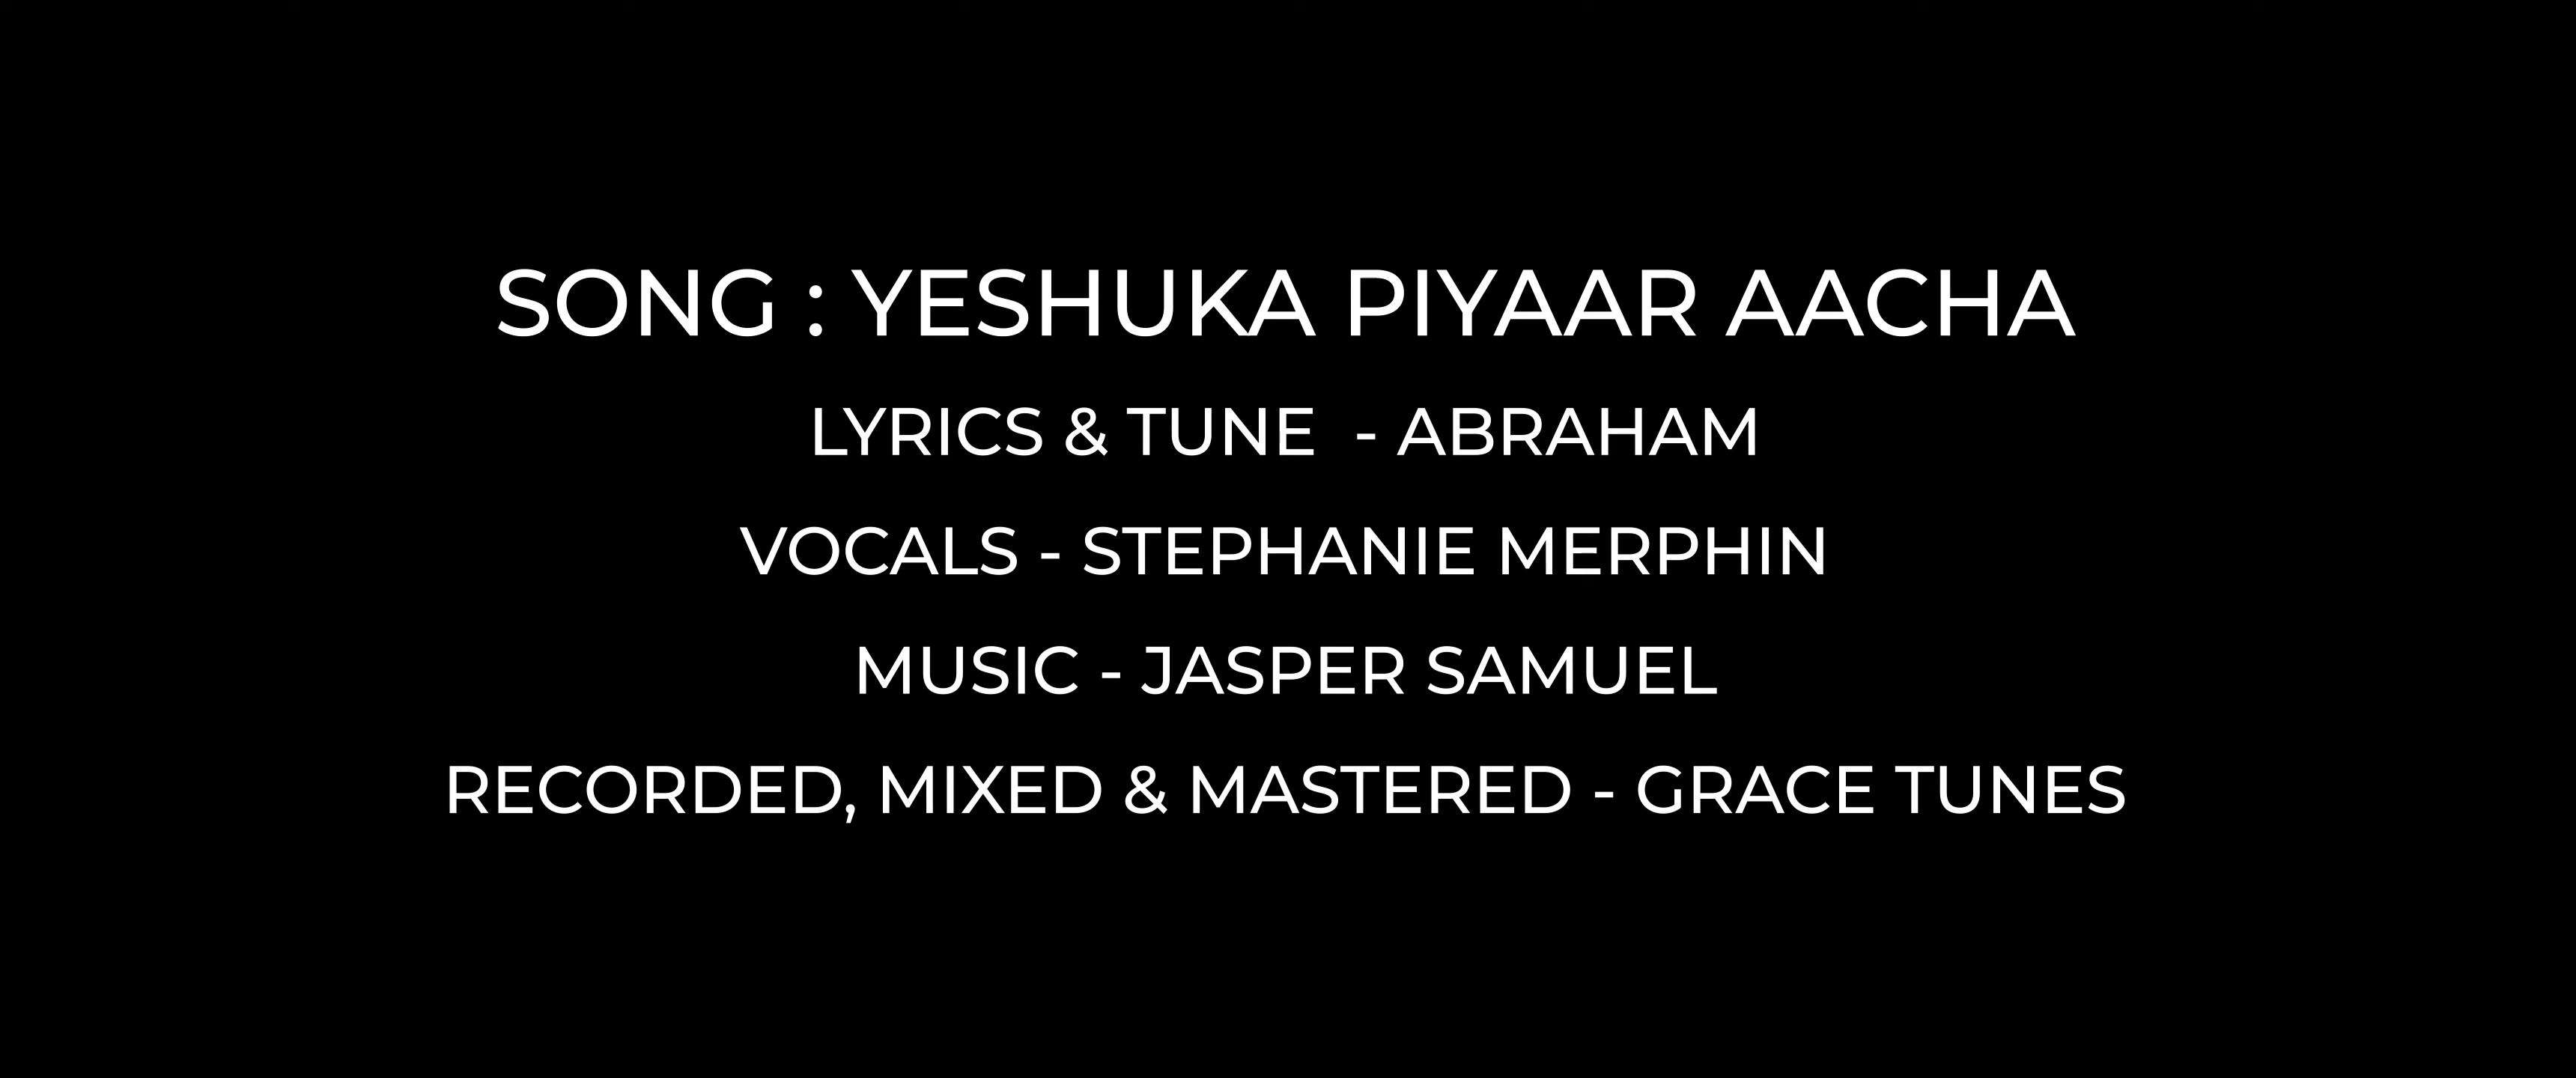 SONG : YESHUKA PIYAAR AACHA
LYRICS & TUNE  - ABRAHAM
VOCALS - STEPHANIE MERPHIN
MUSIC - JASPER SAMUEL
RECORDED, MIXED & MASTERED - GRACE TUNES